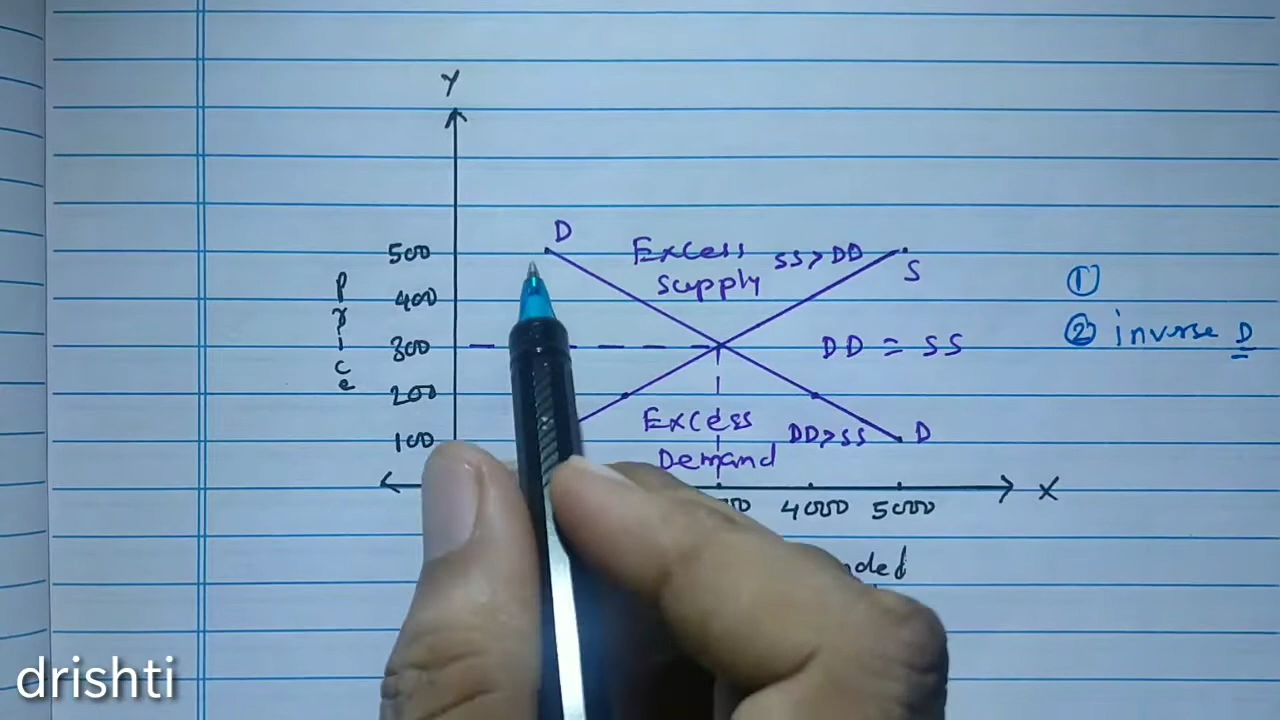 Y
D
500
Excess
SS > DD
supply
S
①
400
② inverse D
Price
300
DD = SS
200
Excess
100
DD > SS
D
Demand
X
4000 5000
drishti